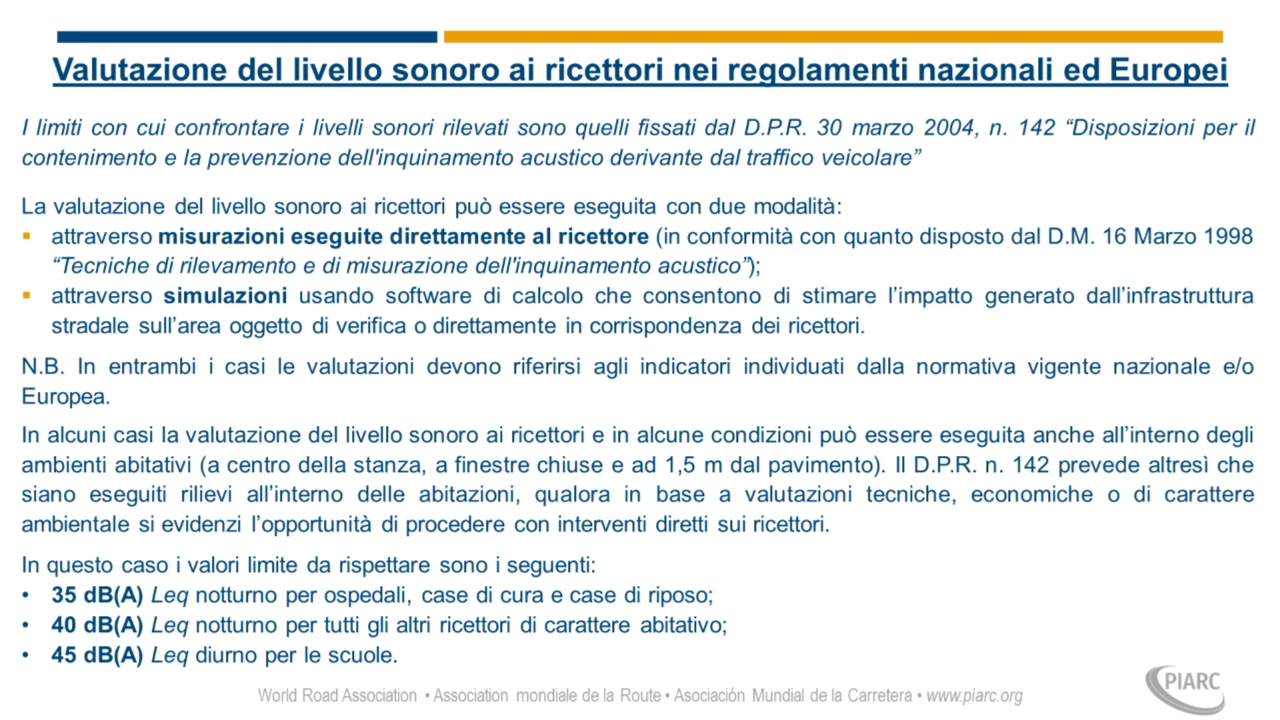 Valutazione del livello sonoro ai ricettori nei regolamenti nazionali ed Europei
I limiti con cui confrontare i livelli sonori rilevati sono quelli fissati dal D.P.R. 30 marzo 2004, n. 142 “Disposizioni per il
contenimento e la prevenzione dell'inquinamento acustico derivante dal traffico veicolare”
La valutazione del livello sonoro ai ricettori può essere eseguita con due modalità:
▪ attraverso misurazioni eseguite direttamente al ricettore (in conformità con quanto disposto dal D.M. 16 Marzo 1998
“Tecniche di rilevamento e di misurazione dell'inquinamento acustico”);
▪ attraverso simulazioni usando software di calcolo che consentono di stimare l’impatto generato dall’infrastruttura
stradale sull’area oggetto di verifica o direttamente in corrispondenza dei ricettori.
N.B. In entrambi i casi le valutazioni devono riferirsi agli indicatori individuati dalla normativa vigente nazionale e/o
Europea.
In alcuni casi la valutazione del livello sonoro ai ricettori e in alcune condizioni può essere eseguita anche all’interno degli
ambienti abitativi (a centro della stanza, a finestre chiuse e ad 1,5 m dal pavimento). Il D.P.R. n. 142 prevede altresì che
siano eseguiti rilievi all’interno delle abitazioni, qualora in base a valutazioni tecniche, economiche o di carattere
ambientale si evidenzi l’opportunità di procedere con interventi diretti sui ricettori.
In questo caso i valori limite da rispettare sono i seguenti:
• 35 dB(A) Leq notturno per ospedali, case di cura e case di riposo;
• 40 dB(A) Leq notturno per tutti gli altri ricettori di carattere abitativo;
• 45 dB(A) Leq diurno per le scuole.
World Road Association • Association mondiale de la Route • Asociación Mundial de la Carretera • www.piarc.org
PIARC